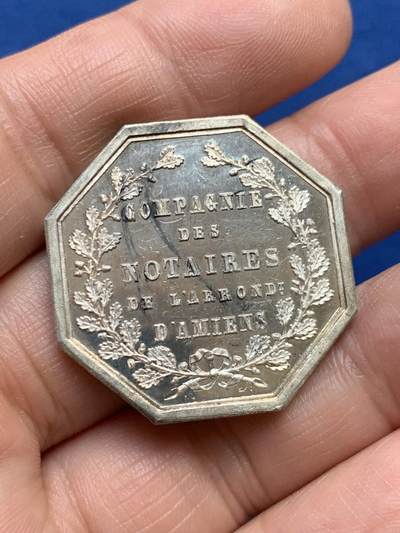 COMPAGNIE
DES
NOTAIRES
DE L'ARROND.T
D'AMIENS